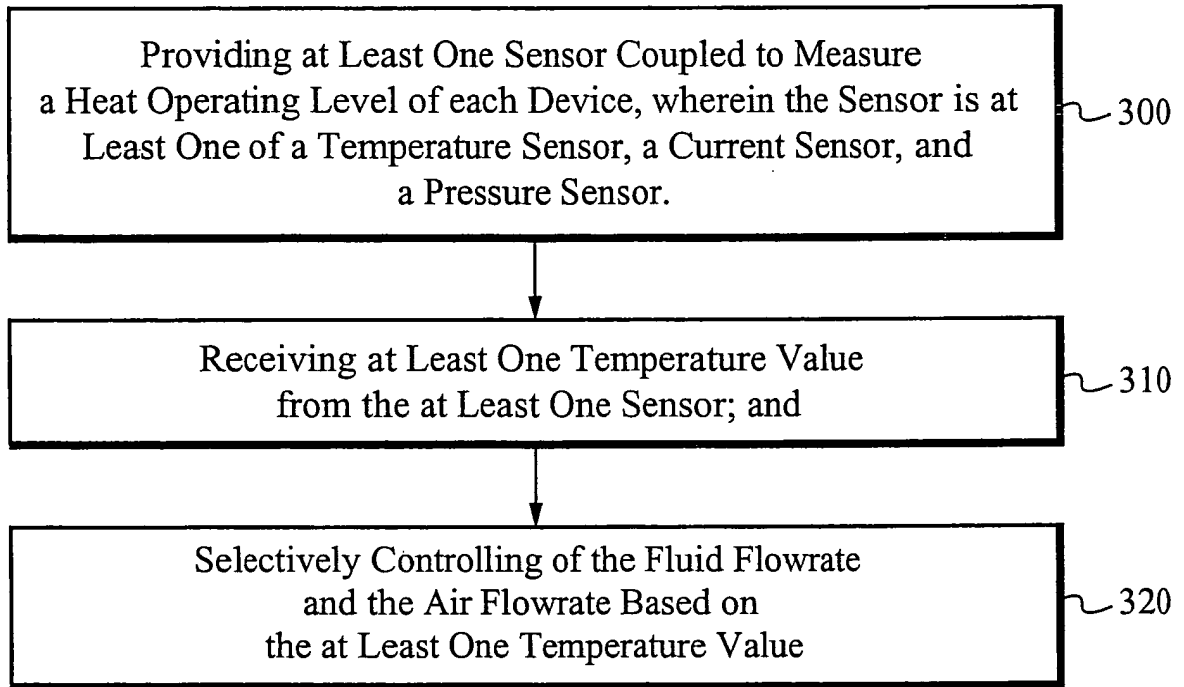 Providing at Least One Sensor Coupled to Measure
a Heat Operating Level of each Device, wherein the Sensor is at
Least One of a Temperature Sensor, a Current Sensor, and
a Pressure Sensor.
300
Receiving at Least One Temperature Value
from the at Least One Sensor; and
310
Selectively Controlling of the Fluid Flowrate
and the Air Flowrate Based on
the at Least One Temperature Value
320